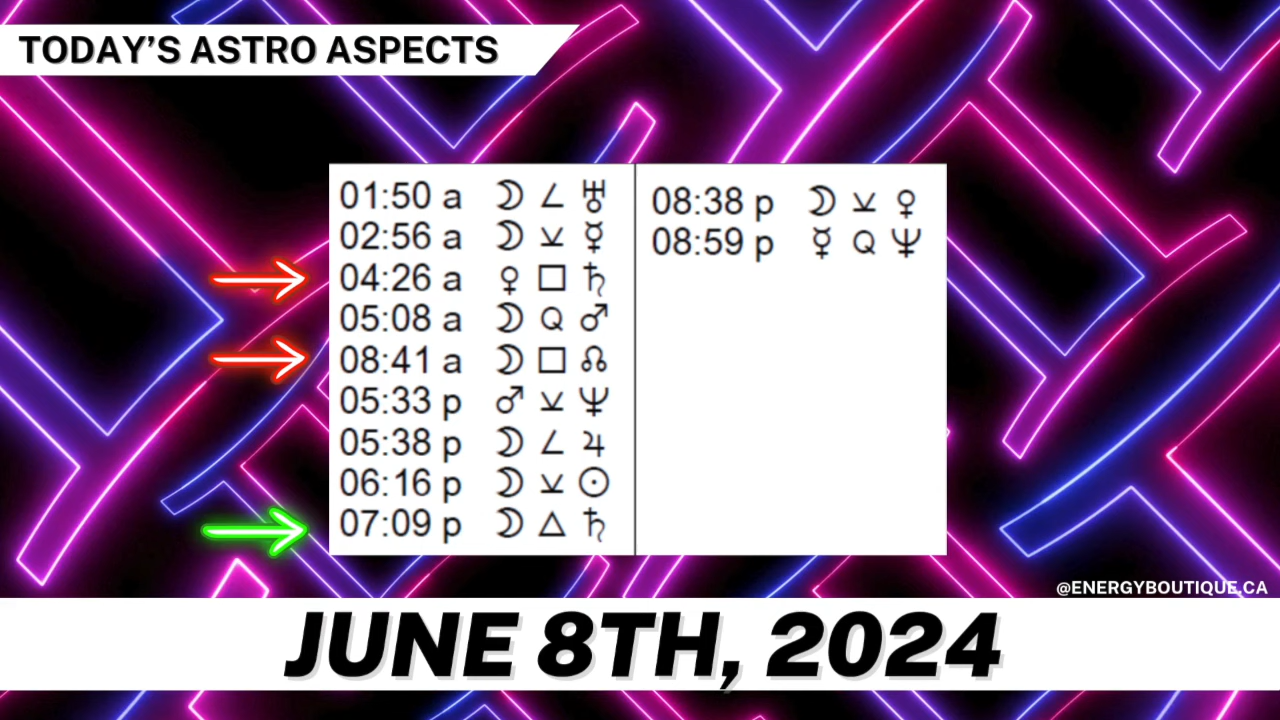 TODAY'S ASTRO ASPECTS
01:50 a ☽ ∠ ♅
02:56 a ☽ ⚺ ☿
04:26 a ♀ □ ♄
05:08 a ☽ Q ♂
08:41 a ☽ □ ☊
05:33 p ♂ ⚺ ♆
05:38 p ☽ ∠ ♃
06:16 p ☽ ⚺ ☉
07:09 p ☽ △ ♄
08:38 p ☽ ⚺ ♀
08:59 p ☿ Q ♆
@ENERGYBOUTIQUE.CA
JUNE 8TH, 2024